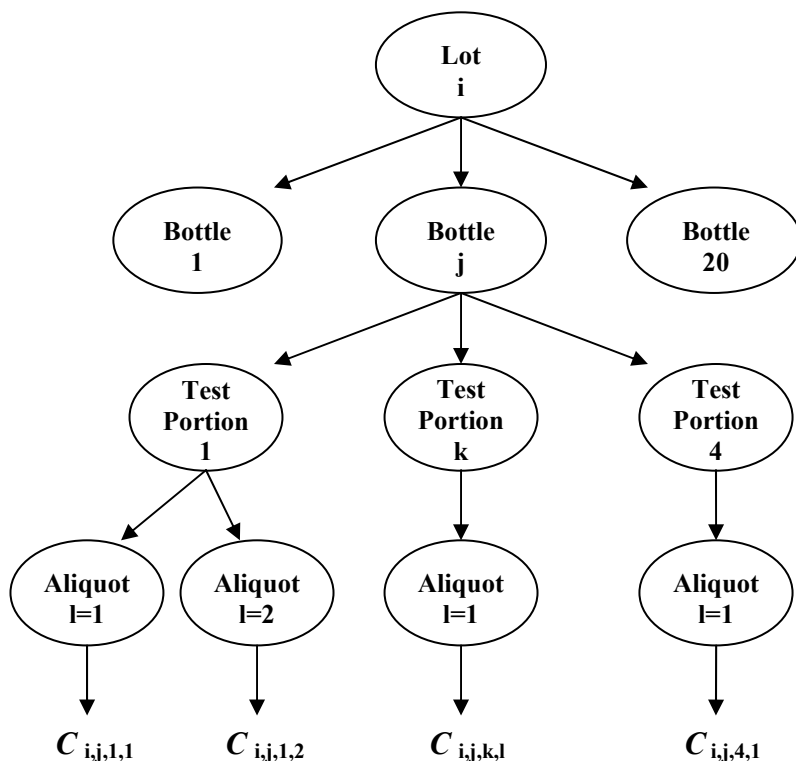 Lot
i
Bottle
1
Bottle
j
Bottle
20
Test
Portion
1
Test
Portion
k
Test
Portion
4
Aliquot
l=1
Aliquot
l=2
Aliquot
l=1
Aliquot
l=1
C i,j,1,1
C i,j,1,2
C i,j,k,l
C i,j,4,1